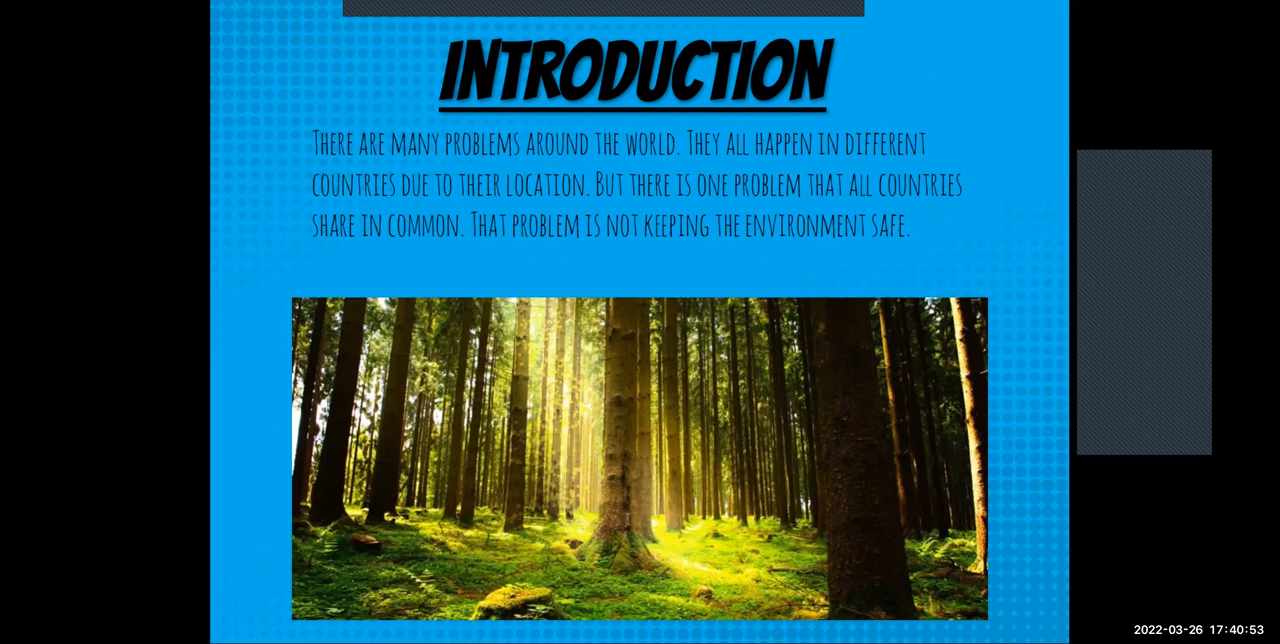 INTRODUCTION
THERE ARE MANY PROBLEMS AROUND THE WORLD. THEY ALL HAPPEN IN DIFFERENT
COUNTRIES DUE TO THEIR LOCATION. BUT THERE IS ONE PROBLEM THAT ALL COUNTRIES
SHARE IN COMMON. THAT PROBLEM IS NOT KEEPING THE ENVIRONMENT SAFE.
2022-03-26 17:40:53